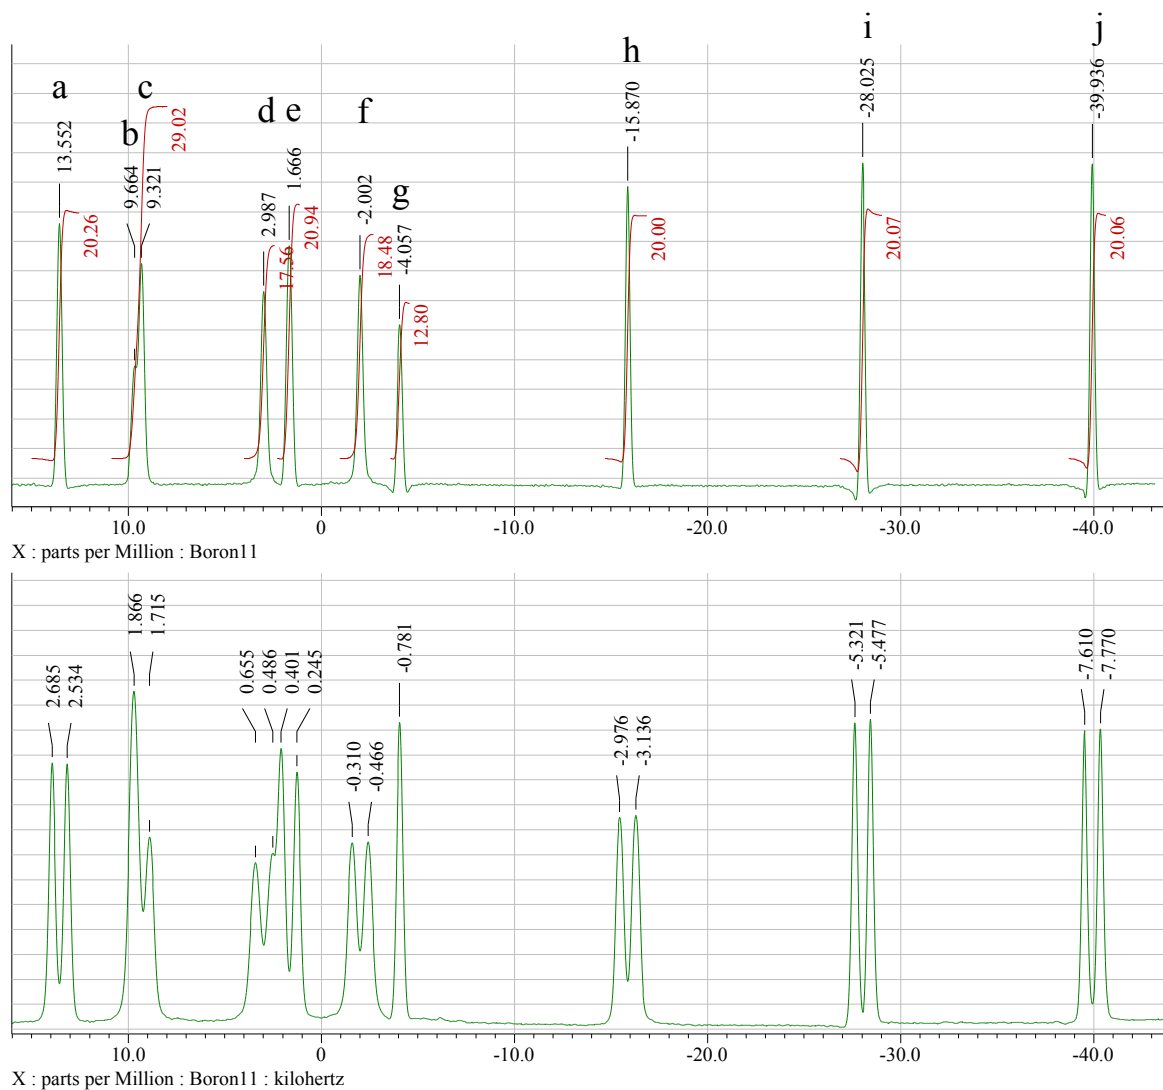 a b c d e f g h i j
13.552 9.664 9.321 2.987 1.666 -2.002 -4.057 -15.870 -28.025 -39.936
20.26 29.02 17.56 20.94 18.48 12.80 20.00 20.07 20.06
10.0 0 -10.0 -20.0 -30.0 -40.0
X : parts per Million : Boron11
2.685 2.534 1.866 1.715 0.655 0.486 0.401 0.245 -0.310 -0.466 -0.781 -2.976 -3.136 -5.321 -5.477 -7.610 -7.770
10.0 0 -10.0 -20.0 -30.0 -40.0
X : parts per Million : Boron11 : kilohertz